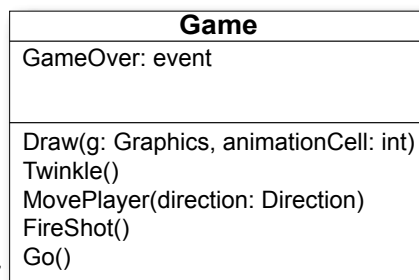 Game
GameOver: event
Draw(g: Graphics, animationCell: int)
Twinkle()
MovePlayer(direction: Direction)
FireShot()
Go()